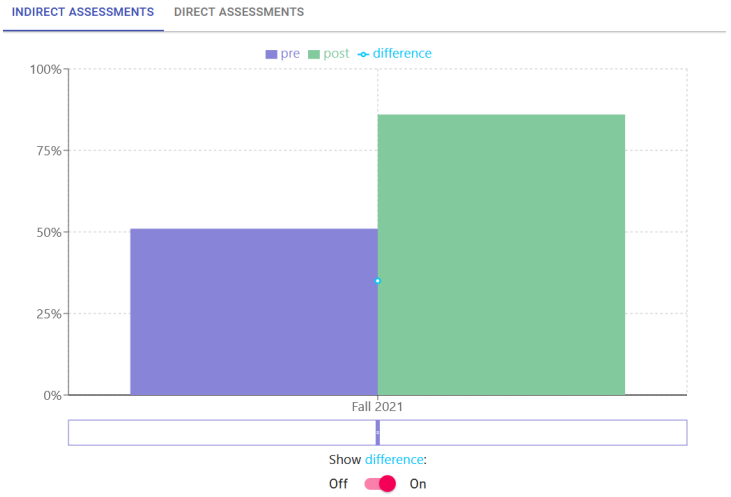 INDIRECT ASSESSMENTS DIRECT ASSESSMENTS
pre post difference
100%
75%
50%
25%
0%
Fall 2021
Show difference:
Off On